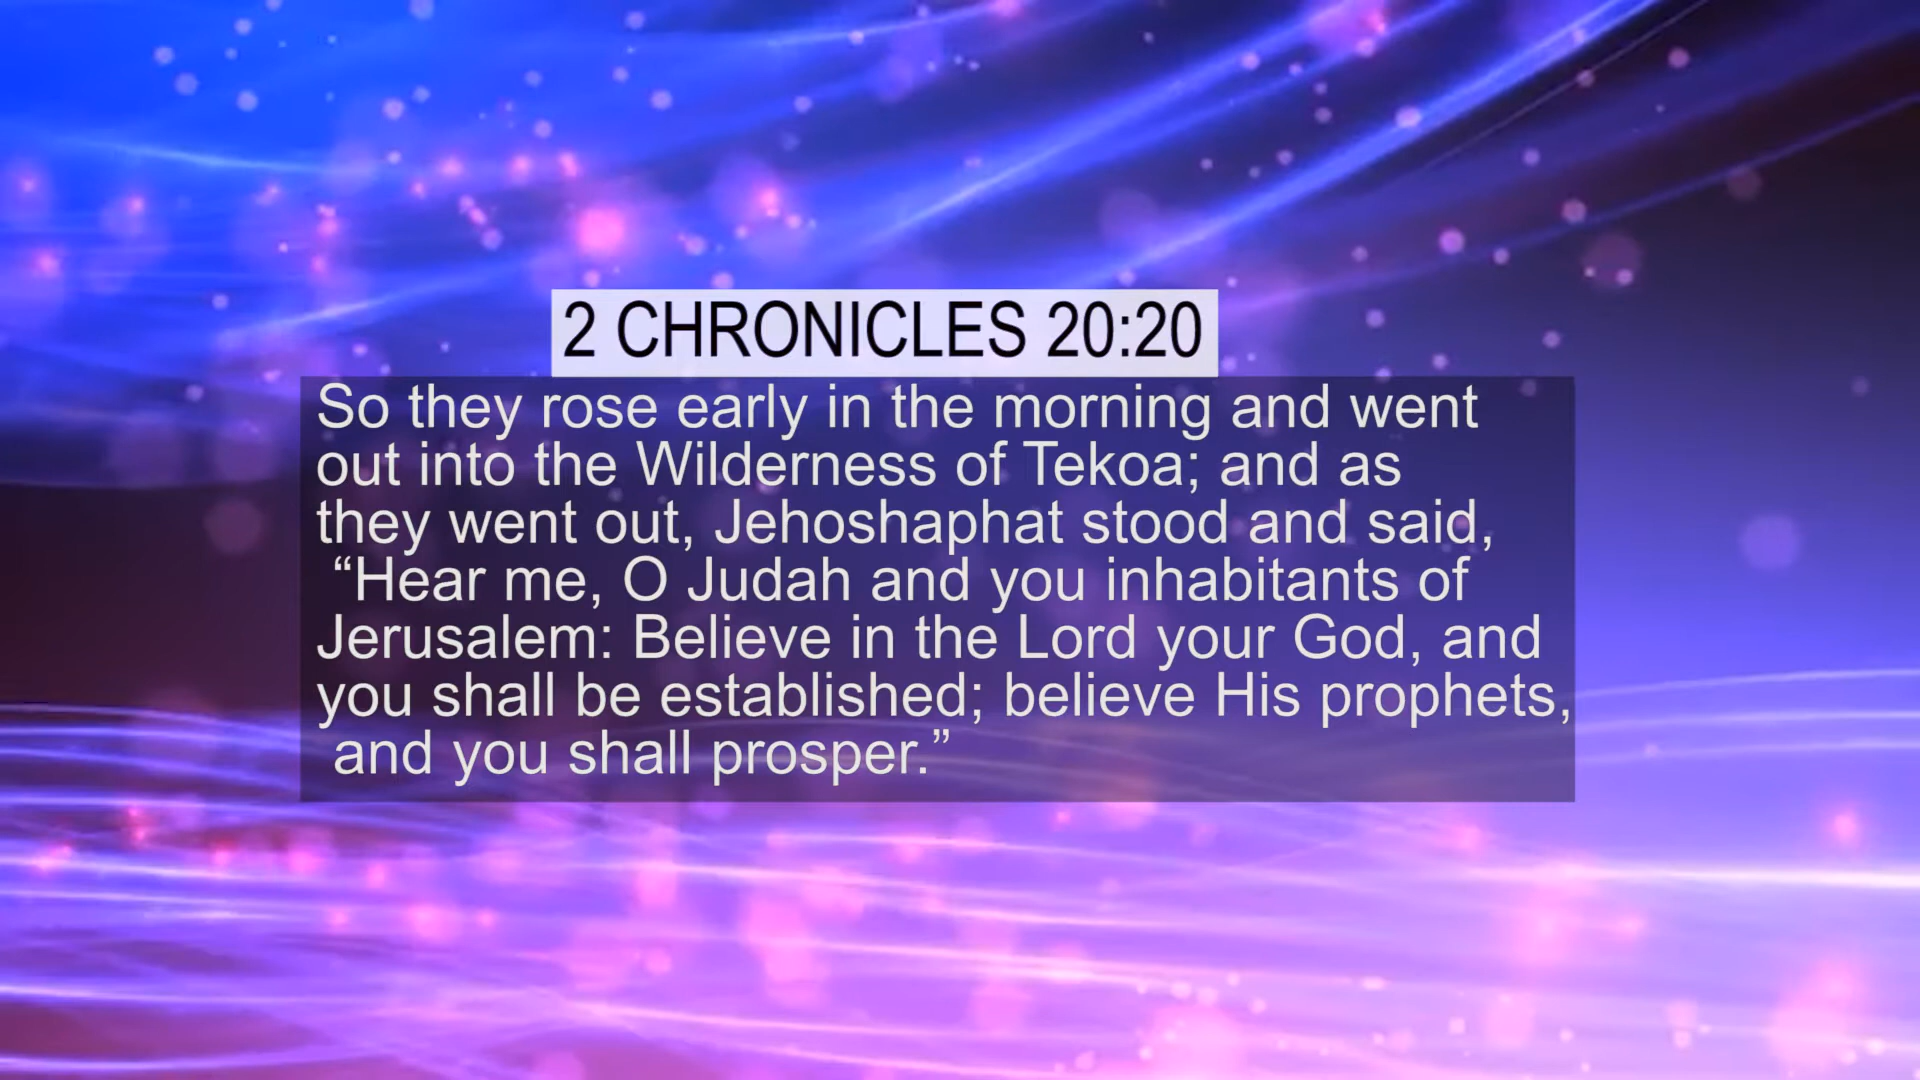 2 CHRONICLES 20:20
So they rose early in the morning and went
out into the Wilderness of Tekoa; and as
they went out, Jehoshaphat stood and said,
“Hear me, O Judah and you inhabitants of
Jerusalem: Believe in the Lord your God, and
you shall be established; believe His prophets,
and you shall prosper.”